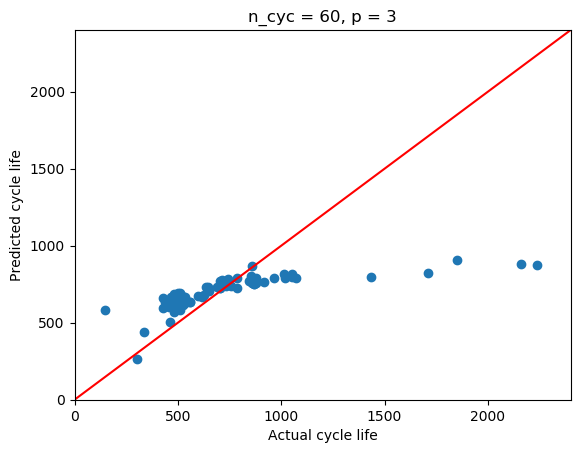 n_cyc = 60, p = 3
Predicted cycle life
2000
1500
1000
500
0
0 500 1000 1500 2000
Actual cycle life